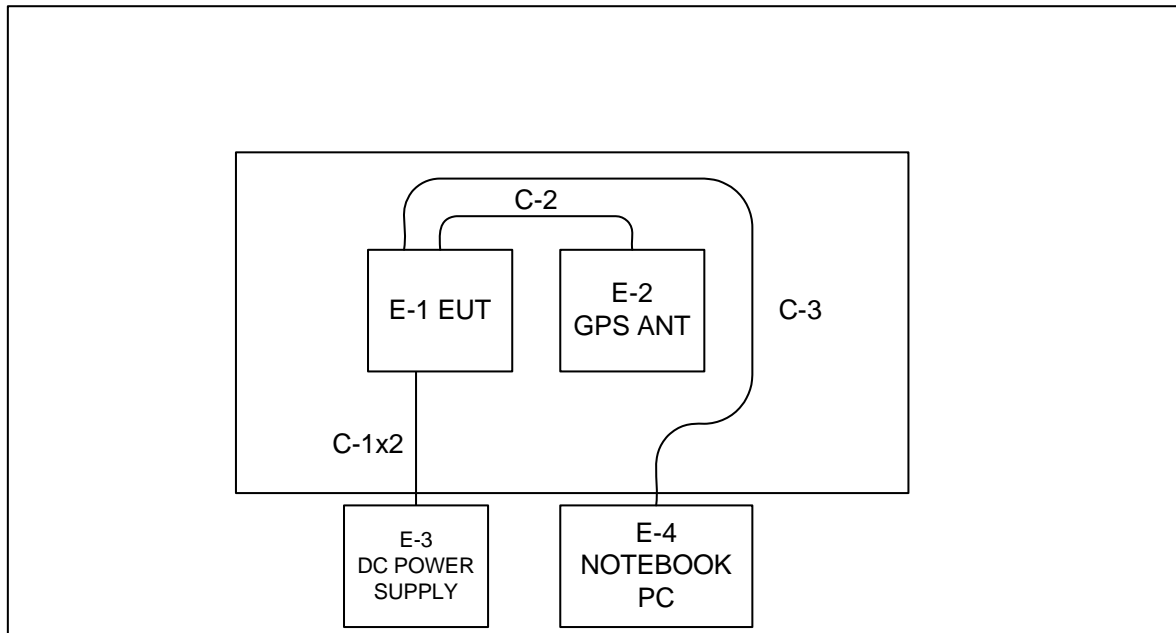 C-2
E-1 EUT
E-2
GPS ANT
C-3
C-1x2
E-3
DC POWER
SUPPLY
E-4
NOTEBOOK
PC